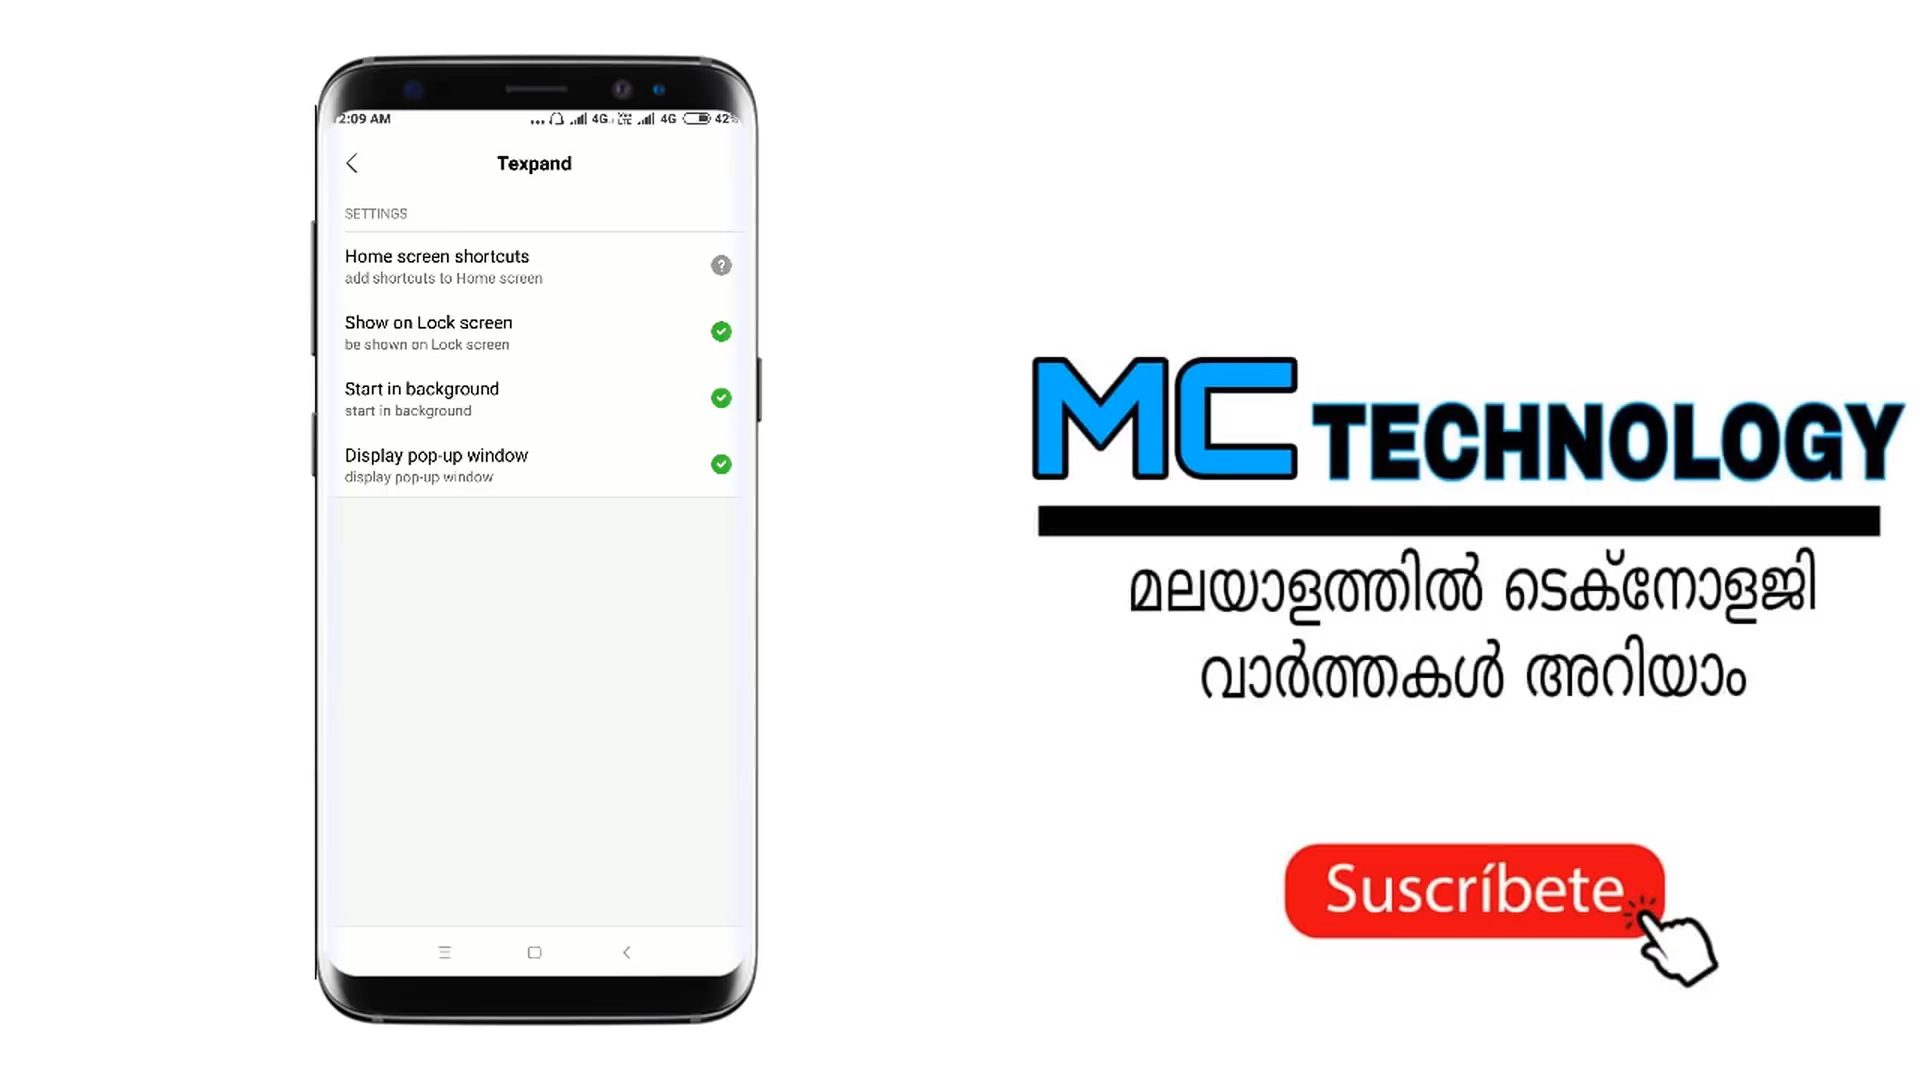 2:09 AM
4G
VoLTE
4G
42%
Texpand
SETTINGS
Home screen shortcuts
add shortcuts to Home screen
Show on Lock screen
be shown on Lock screen
Start in background
start in background
Display pop-up window
display pop-up window
MC TECHNOLOGY
മലയാളത്തിൽ ടെക്നോളജി
വാർത്തകൾ അറിയാം
Suscríbete